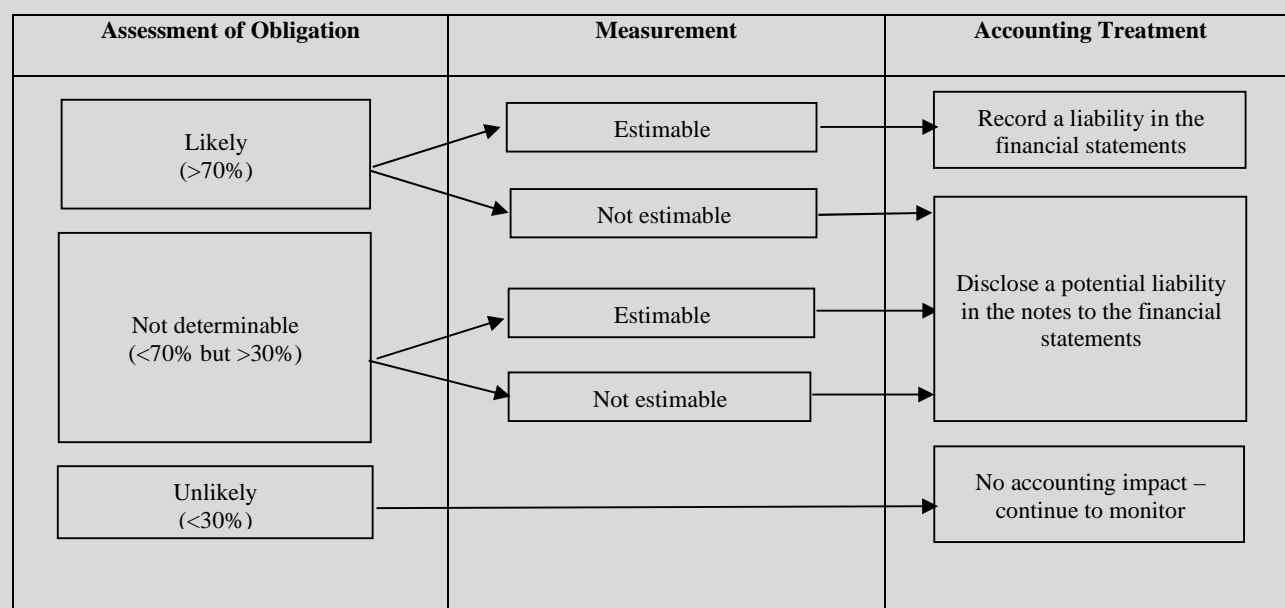 Assessment of Obligation
Measurement
Accounting Treatment
Likely
(>70%)
Estimable
Record a liability in the
financial statements
Not estimable
Not determinable
(<70% but >30%)
Estimable
Disclose a potential liability
in the notes to the financial
statements
Not estimable
Unlikely
(<30%)
No accounting impact –
continue to monitor